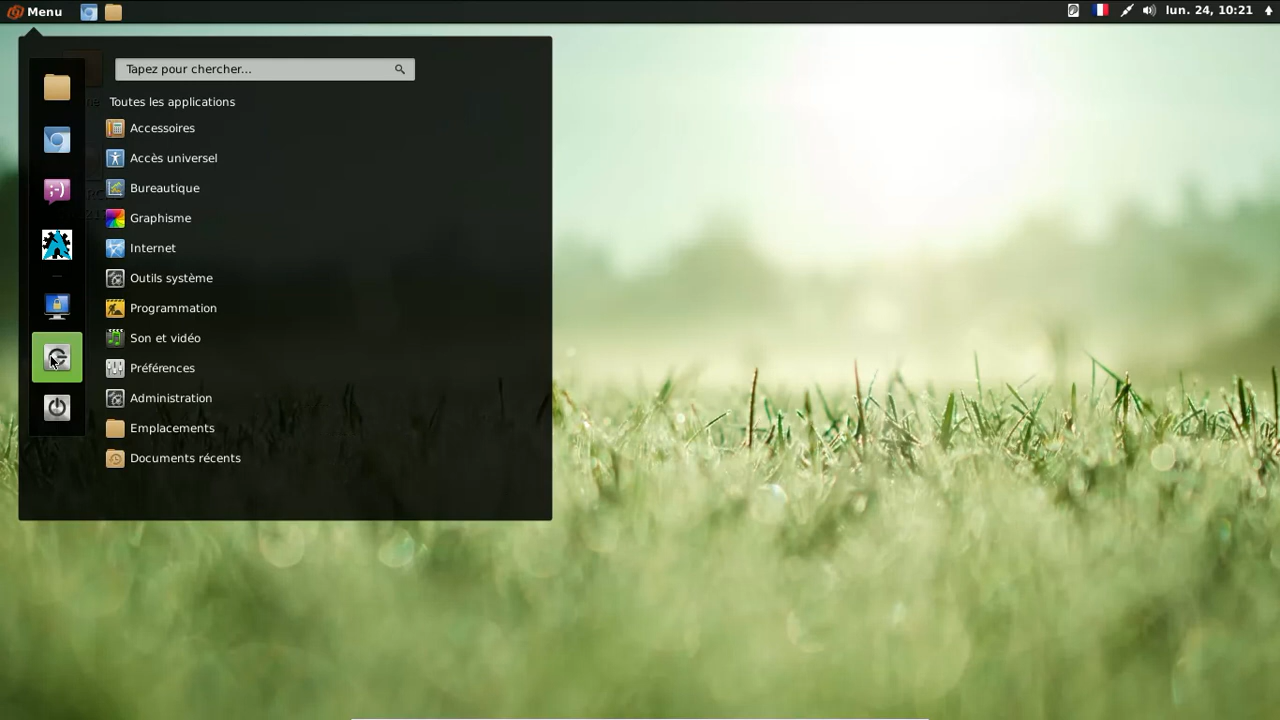 Menu
lun. 24, 10:21
Tapez pour chercher...
Toutes les applications
Accessoires
Accès universel
Bureautique
Graphisme
Internet
Outils système
Programmation
Son et vidéo
Préférences
Administration
Emplacements
Documents récents
;-)